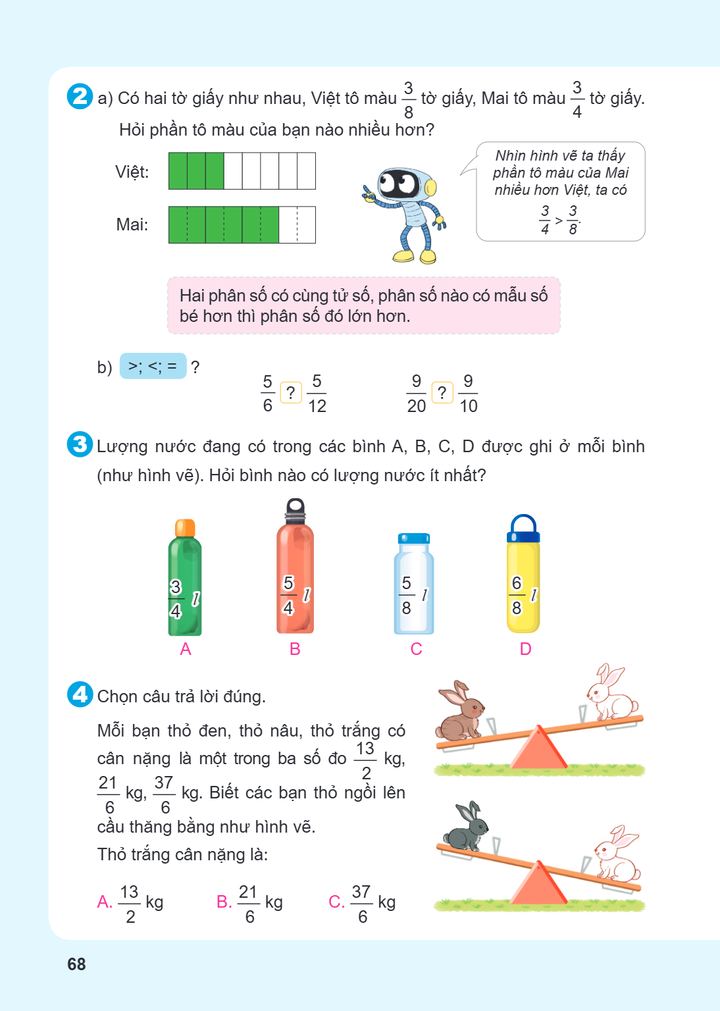 2 a) Có hai tờ giấy như nhau, Việt tô màu 3/8 tờ giấy, Mai tô màu 3/4 tờ giấy.
Hỏi phần tô màu của bạn nào nhiều hơn?
Việt:
Mai:
Nhìn hình vẽ ta thấy
phần tô màu của Mai
nhiều hơn Việt, ta có
3/4 > 3/8.
Hai phân số có cùng tử số, phân số nào có mẫu số
bé hơn thì phân số đó lớn hơn.
b) >; <; = ?
5/6 ? 5/12 9/20 ? 9/10
3 Lượng nước đang có trong các bình A, B, C, D được ghi ở mỗi bình
(như hình vẽ). Hỏi bình nào có lượng nước ít nhất?
3/4 l 5/4 l 5/8 l 6/8 l
A B C D
4 Chọn câu trả lời đúng.
Mỗi bạn thỏ đen, thỏ nâu, thỏ trắng có
cân nặng là một trong ba số đo 13/2 kg,
21/6 kg, 37/6 kg. Biết các bạn thỏ ngồi lên
cầu thăng bằng như hình vẽ.
Thỏ trắng cân nặng là:
A. 13/2 kg B. 21/6 kg C. 37/6 kg
68